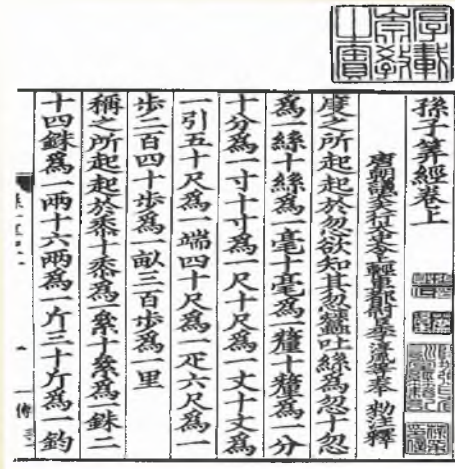 孫子筭經卷上
唐朝議大夫行太史令上輕車都尉臣李淳風等奉 勑注釋
度之所起起於忽欲知其忽蠶吐絲爲忽十忽
爲一絲十絲爲一毫十毫爲一釐十釐爲一分
十分爲一寸十寸爲一尺十尺爲一丈十丈爲
一引五十尺爲一端四十尺爲一疋六尺爲一
歩二百四十歩爲一畝三百歩爲一里
稱之所起起於黍十黍爲一絫十絫爲一銖二
十四銖爲一兩十六兩爲一斤三十斤爲一鈞